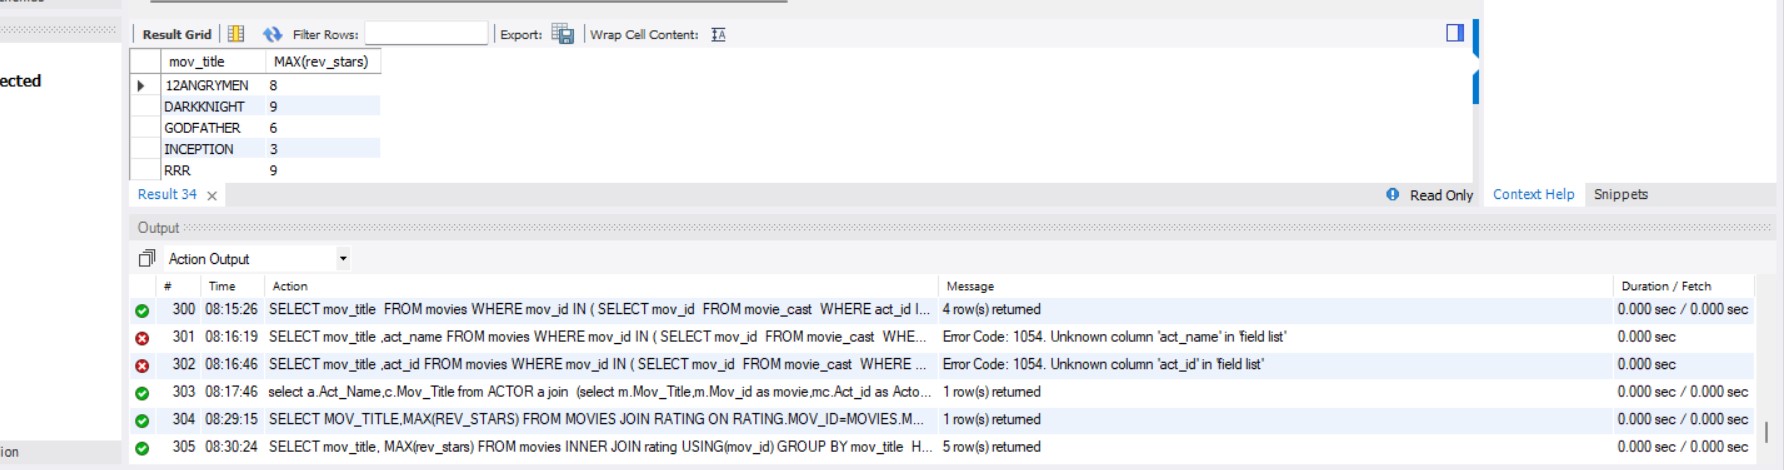 ected
Result Grid Filter Rows: Export: Wrap Cell Content:
mov_title MAX(rev_stars)
12ANGRYMEN 8
DARKKNIGHT 9
GODFATHER 6
INCEPTION 3
RRR 9
Result 34 Read Only Context Help Snippets
Output
Action Output
# Time Action Message Duration / Fetch
300 08:15:26 SELECT mov_title FROM movies WHERE mov_id IN ( SELECT mov_id FROM movie_cast WHERE act_id I... 4 row(s) returned 0.000 sec / 0.000 sec
301 08:16:19 SELECT mov_title ,act_name FROM movies WHERE mov_id IN ( SELECT mov_id FROM movie_cast WHE... Error Code: 1054. Unknown column 'act_name' in 'field list' 0.000 sec
302 08:16:46 SELECT mov_title ,act_id FROM movies WHERE mov_id IN ( SELECT mov_id FROM movie_cast WHERE ... Error Code: 1054. Unknown column 'act_id' in 'field list' 0.000 sec
303 08:17:46 select a.Act_Name,c.Mov_Title from ACTOR a join (select m.Mov_Title,m.Mov_id as movie,mc.Act_id as Acto... 1 row(s) returned 0.000 sec / 0.000 sec
304 08:29:15 SELECT MOV_TITLE,MAX(REV_STARS) FROM MOVIES JOIN RATING ON RATING.MOV_ID=MOVIES.M... 1 row(s) returned 0.000 sec / 0.000 sec
ion 305 08:30:24 SELECT mov_title, MAX(rev_stars) FROM movies INNER JOIN rating USING(mov_id) GROUP BY mov_title H... 5 row(s) returned 0.000 sec / 0.000 sec